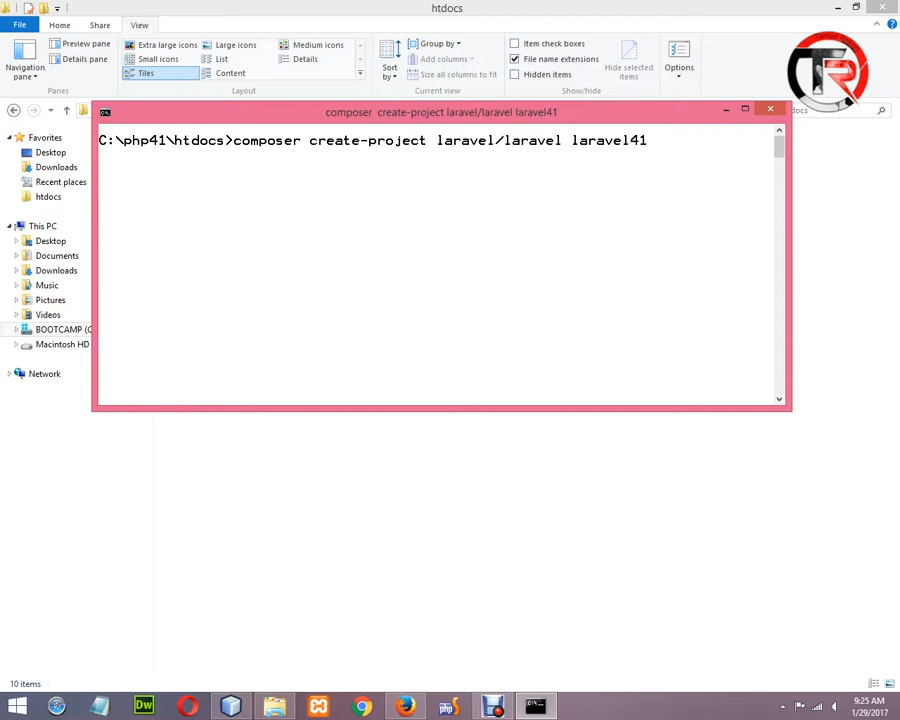 htdocs
File
Home
Share
View
Navigation pane
Preview pane
Details pane
Panes
Extra large icons
Large icons
Medium icons
Small icons
List
Details
Tiles
Content
Layout
Sort by
Group by
Add columns
Size all columns to fit
Current view
Item check boxes
File name extensions
Hidden items
Hide selected items
Show/hide
Options
docs
Favorites
Desktop
Downloads
Recent places
htdocs
This PC
Desktop
Documents
Downloads
Music
Pictures
Videos
BOOTCAMP (C
Macintosh HD
Network
composer create-project laravel/laravel laravel41
C:\php41\htdocs>composer create-project laravel/laravel laravel41
10 items
Dw
9:25 AM
1/29/2017